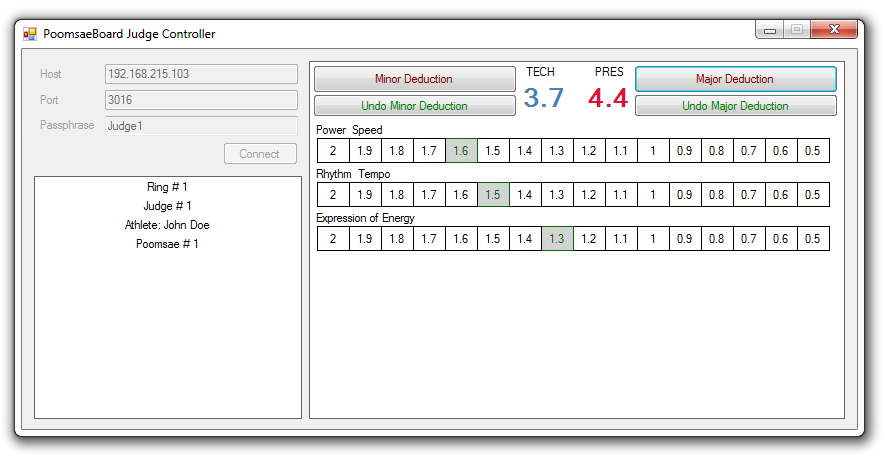 PoomsaeBoard Judge Controller
Host 192.168.215.103
Port 3016
Passphrase Judge1
Connect
Ring # 1
Judge # 1
Athlete: John Doe
Poomsae # 1
Minor Deduction
Undo Minor Deduction
TECH PRES
3.7 4.4
Major Deduction
Undo Major Deduction
Power Speed
2 1.9 1.8 1.7 1.6 1.5 1.4 1.3 1.2 1.1 1 0.9 0.8 0.7 0.6 0.5
Rhythm Tempo
2 1.9 1.8 1.7 1.6 1.5 1.4 1.3 1.2 1.1 1 0.9 0.8 0.7 0.6 0.5
Expression of Energy
2 1.9 1.8 1.7 1.6 1.5 1.4 1.3 1.2 1.1 1 0.9 0.8 0.7 0.6 0.5